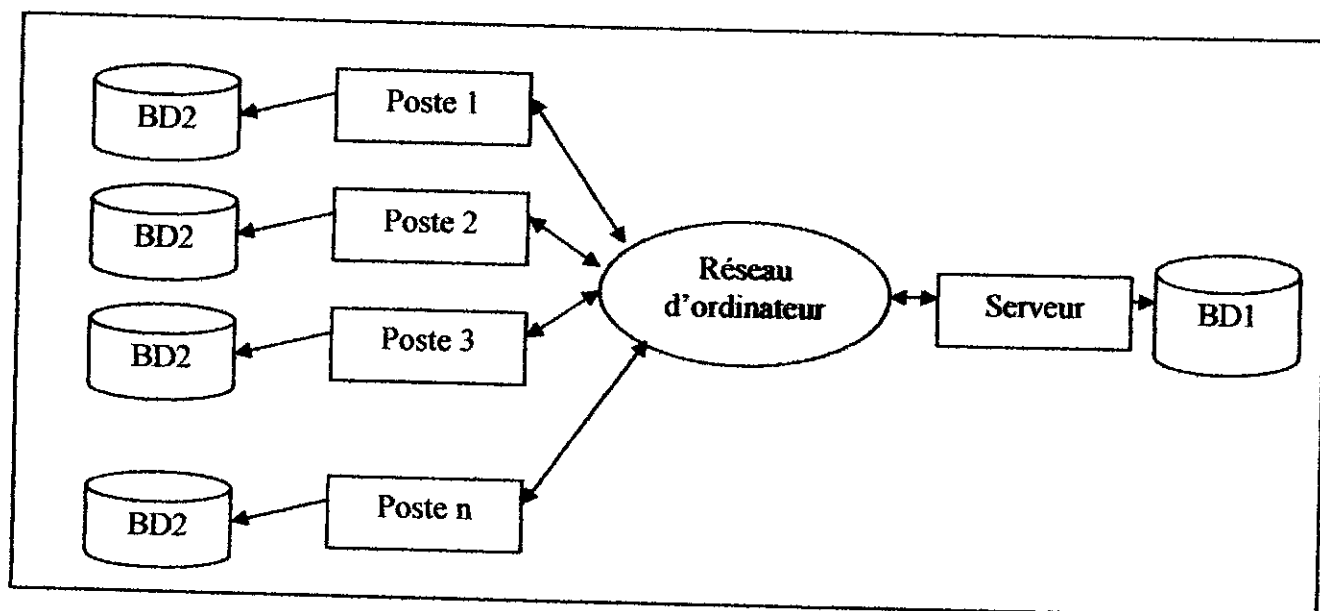 BD2
Poste 1
BD2
Poste 2
Réseau
d'ordinateur
Serveur
BD1
BD2
Poste 3
BD2
Poste n